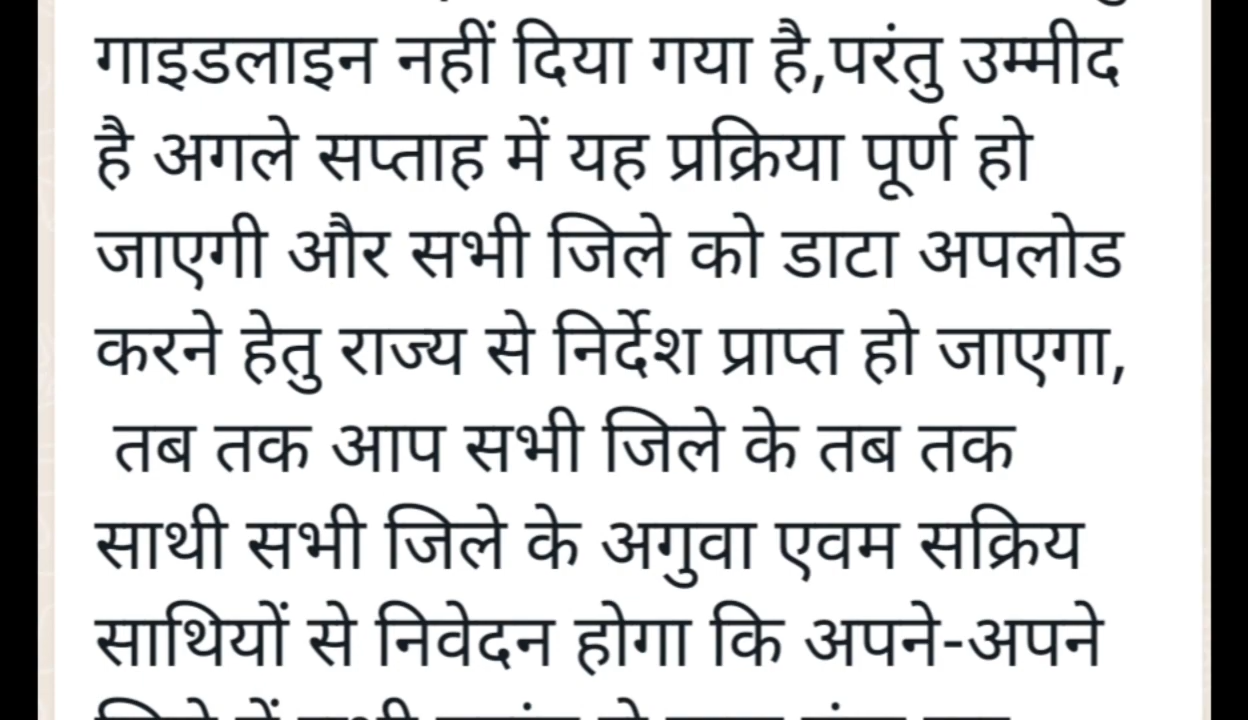 गाइडलाइन नहीं दिया गया है,परंतु उम्मीद
है अगले सप्ताह में यह प्रक्रिया पूर्ण हो
जाएगी और सभी जिले को डाटा अपलोड
करने हेतु राज्य से निर्देश प्राप्त हो जाएगा,
तब तक आप सभी जिले के तब तक
साथी सभी जिले के अगुवा एवम सक्रिय
साथियों से निवेदन होगा कि अपने-अपने